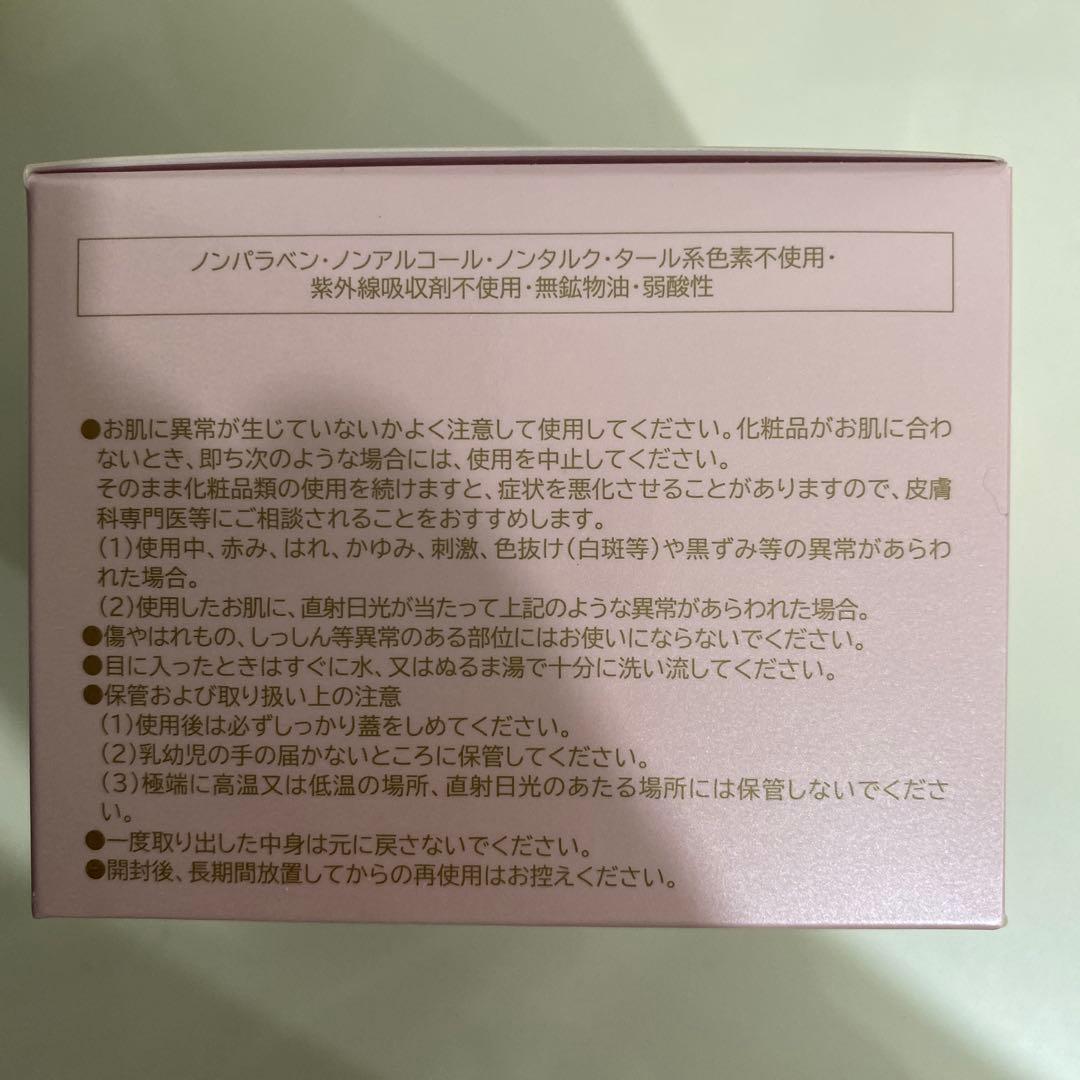 ノンパラベン・ノンアルコール・ノンタルク・タール系色素不使用・
紫外線吸収剤不使用・無鉱物油・弱酸性
●お肌に異常が生じていないかよく注意して使用してください。化粧品がお肌に合わ
ないとき、即ち次のような場合には、使用を中止してください。
そのまま化粧品類の使用を続けますと、症状を悪化させることがありますので、皮膚
科専門医等にご相談されることをおすすめします。
(1)使用中、赤み、はれ、かゆみ、刺激、色抜け(白斑等)や黒ずみ等の異常があらわ
れた場合。
(2)使用したお肌に、直射日光が当たって上記のような異常があらわれた場合。
●傷やはれもの、しっしん等異常のある部位にはお使いにならないでください。
●目に入ったときはすぐに水、又はぬるま湯で十分に洗い流してください。
●保管および取り扱い上の注意
(1)使用後は必ずしっかり蓋をしめてください。
(2)乳幼児の手の届かないところに保管してください。
(3)極端に高温又は低温の場所、直射日光のあたる場所には保管しないでくださ
い。
●一度取り出した中身は元に戻さないでください。
●開封後、長期間放置してからの再使用はお控えください。